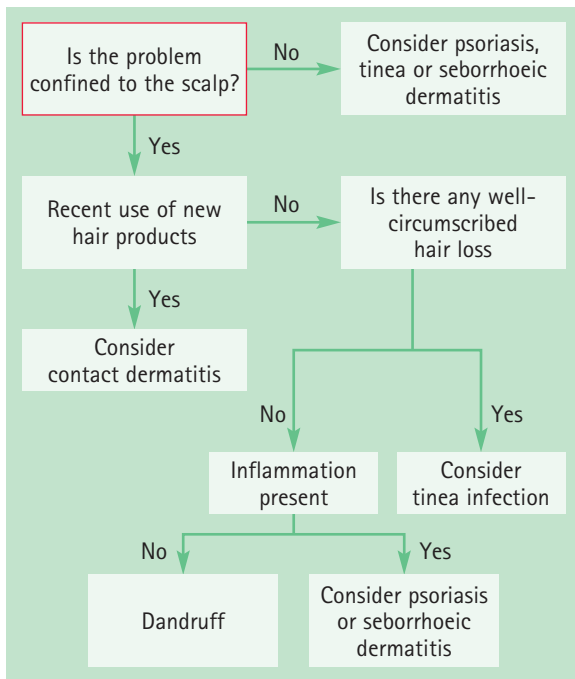 Is the problem
confined to the scalp?
No
Consider psoriasis,
tinea or seborrhoeic
dermatitis
Yes
Recent use of new
hair products
No
Is there any well-
circumscribed
hair loss
Yes
Consider
contact dermatitis
No
Yes
Inflammation
present
Consider
tinea infection
No
Yes
Dandruff
Consider psoriasis
or seborrhoeic
dermatitis